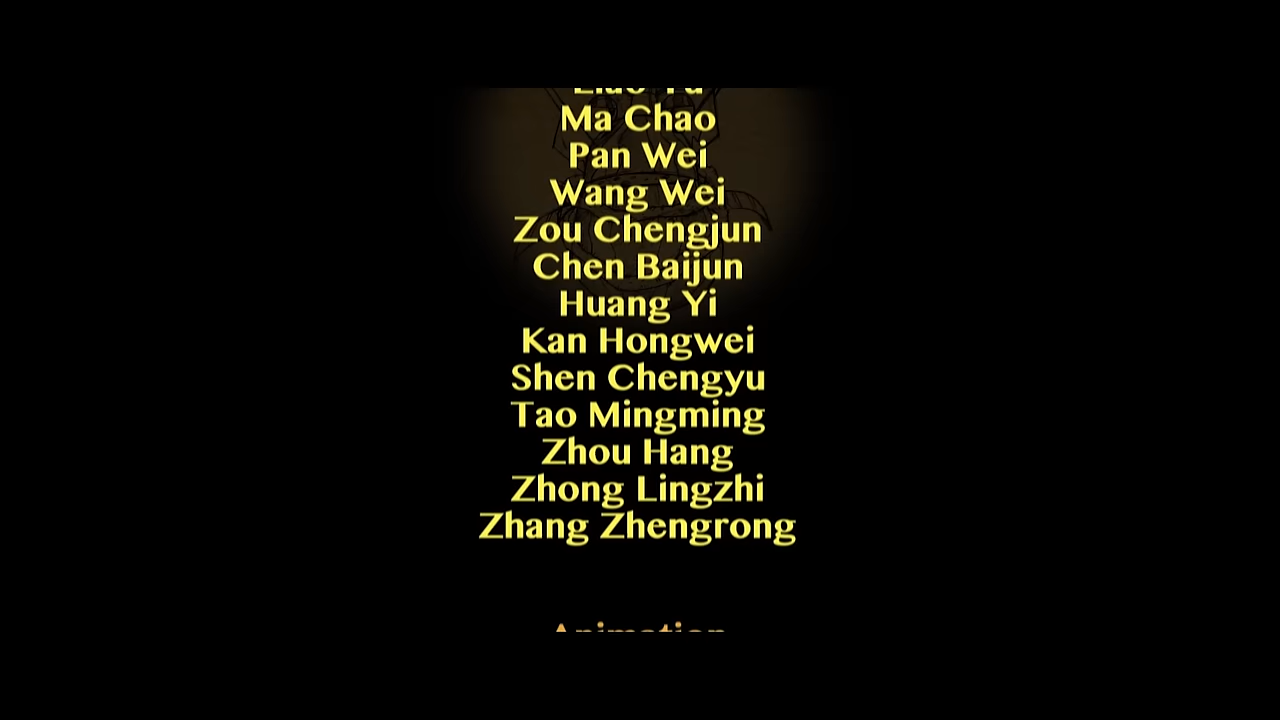 Ma Chao
Pan Wei
Wang Wei
Zou Chengjun
Chen Baijun
Huang Yi
Kan Hongwei
Shen Chengyu
Tao Mingming
Zhou Hang
Zhong Lingzhi
Zhang Zhengrong
Animation